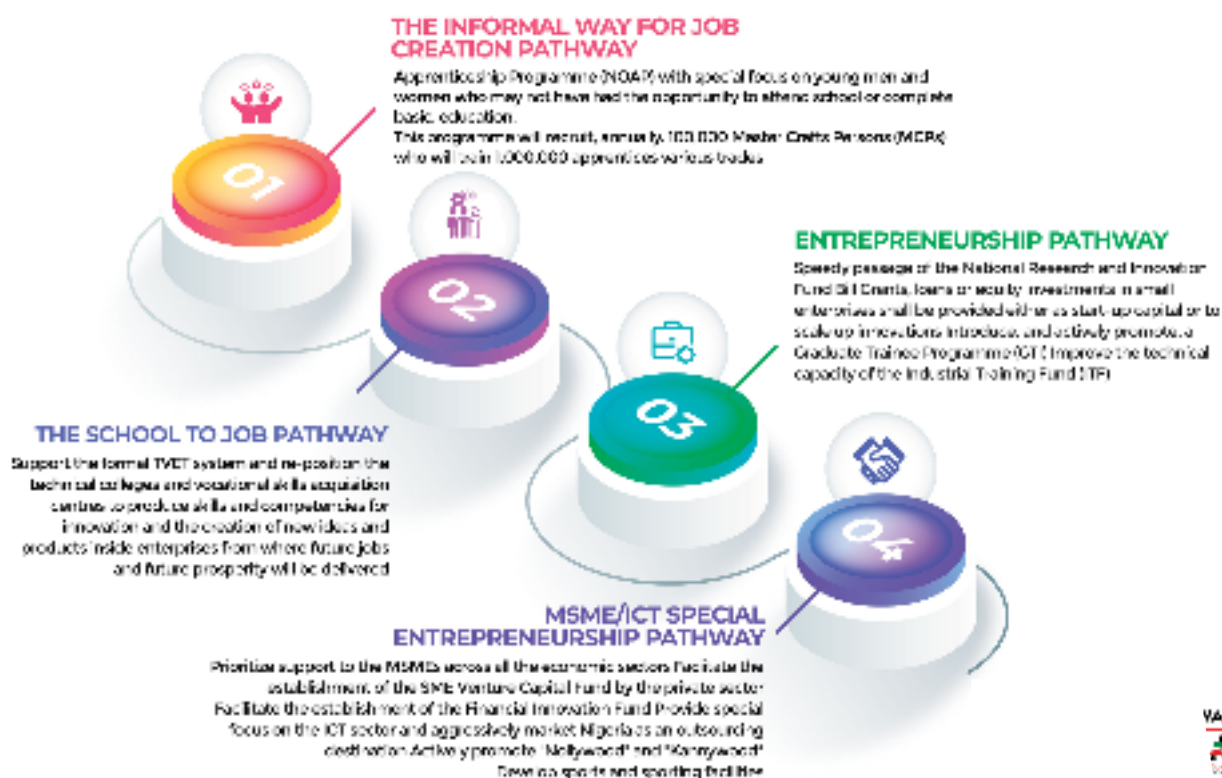 THE INFORMAL WAY FOR JOB
CREATION PATHWAY
Apprenticeship Programme (NOAP) with special focus on young men and
women who may not have had the opportunity to attend school or complete
basic education.
This programme will recruit, annually, 100,000 Master Crafts Persons (MCPs)
who will train 1,000,000 apprentices various trades
01
02
THE SCHOOL TO JOB PATHWAY
Support the formal TVET system and re-position the
technical colleges and vocational skills acquisition
centres to produce skills and competencies for
innovation and the creation of new ideas and
products inside enterprises from where future jobs
and future prosperity will be delivered
ENTREPRENEURSHIP PATHWAY
Speedy passage of the National Research and Innovation
Fund Bill Grants, loans or equity investments in small
enterprises shall be provided either as start-up capital or to
scale up innovations Introduce, and actively promote, a
Graduate Trainee Programme (GT) Improve the technical
capacity of the Industrial Training Fund (ITF)
03
04
MSME/ICT SPECIAL
ENTREPRENEURSHIP PATHWAY
Prioritize support to the MSMEs across all the economic sectors Facilitate the
establishment of the SME Venture Capital Fund by the private sector
Facilitate the establishment of the Financial Innovation Fund Provide special
focus on the ICT sector and aggressively market Nigeria as an outsourcing
destination Actively promote "Nollywood" and "Kannywood"
Develop sports and sporting facilities